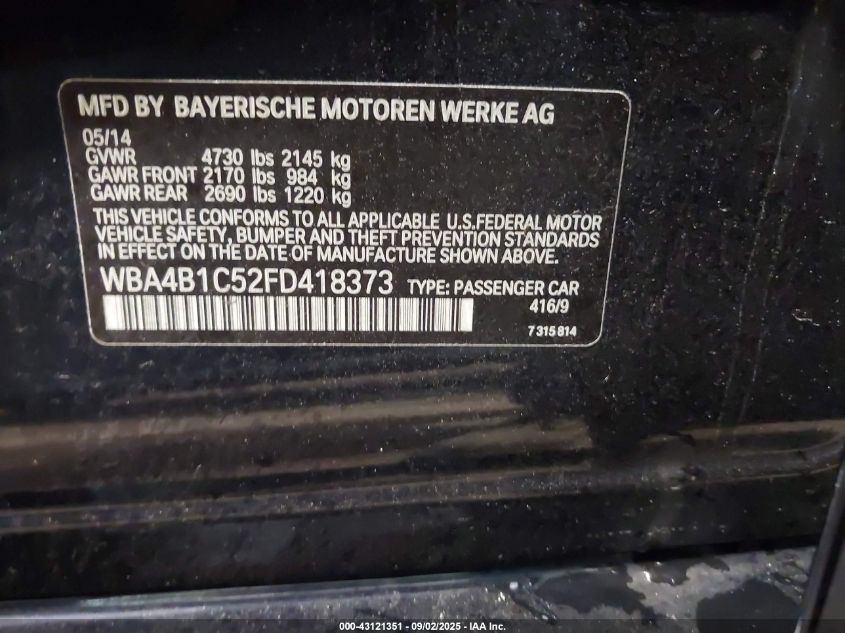 MFD BY BAYERISCHE MOTOREN WERKE AG
05/14
GVWR 4730 lbs 2145 kg
GAWR FRONT 2170 lbs 984 kg
GAWR REAR 2690 lbs 1220 kg
THIS VEHICLE CONFORMS TO ALL APPLICABLE U.S.FEDERAL MOTOR
VEHICLE SAFETY, BUMPER AND THEFT PREVENTION STANDARDS
IN EFFECT ON THE DATE OF MANUFACTURE SHOWN ABOVE.
WBA4B1C52FD418373 TYPE: PASSENGER CAR
416/9
7 315 814
000-43121351 - 09/02/2025 - IAA Inc.